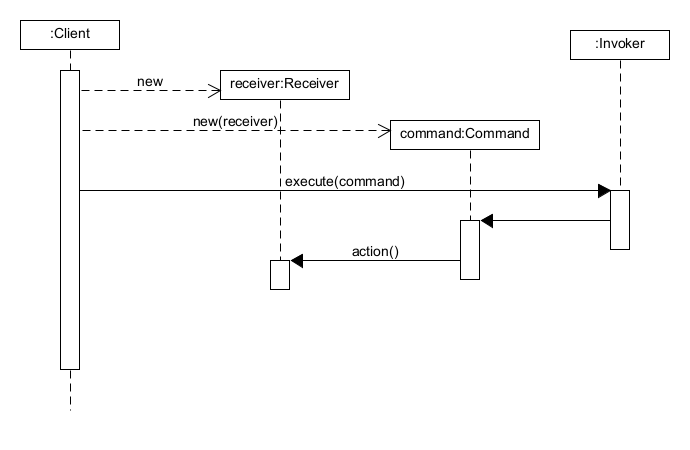 :Client
:Invoker
new
receiver:Receiver
new(receiver)
command:Command
execute(command)
action()